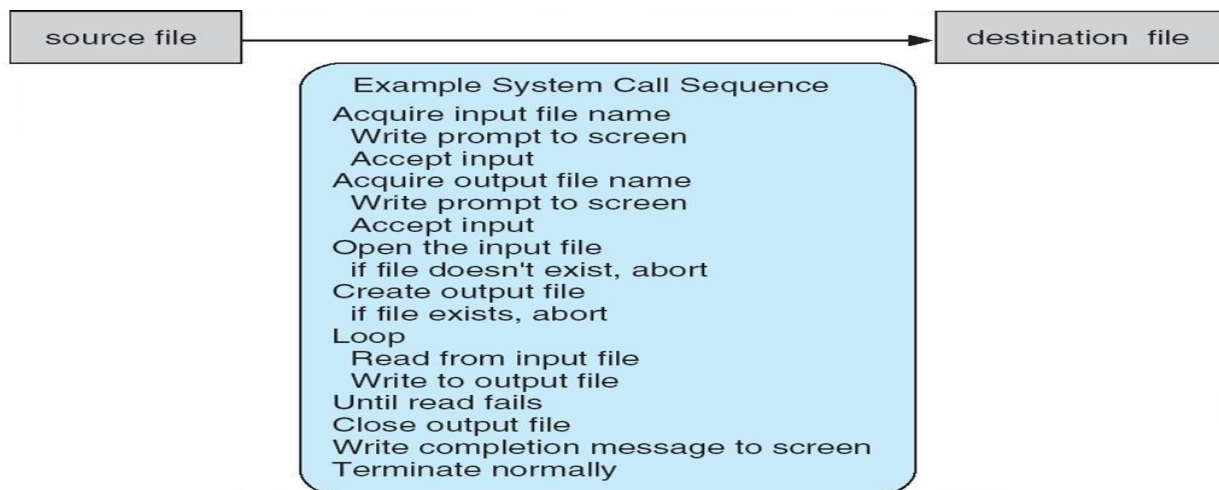 source file
destination file
Example System Call Sequence
Acquire input file name
Write prompt to screen
Accept input
Acquire output file name
Write prompt to screen
Accept input
Open the input file
if file doesn't exist, abort
Create output file
if file exists, abort
Loop
Read from input file
Write to output file
Until read fails
Close output file
Write completion message to screen
Terminate normally